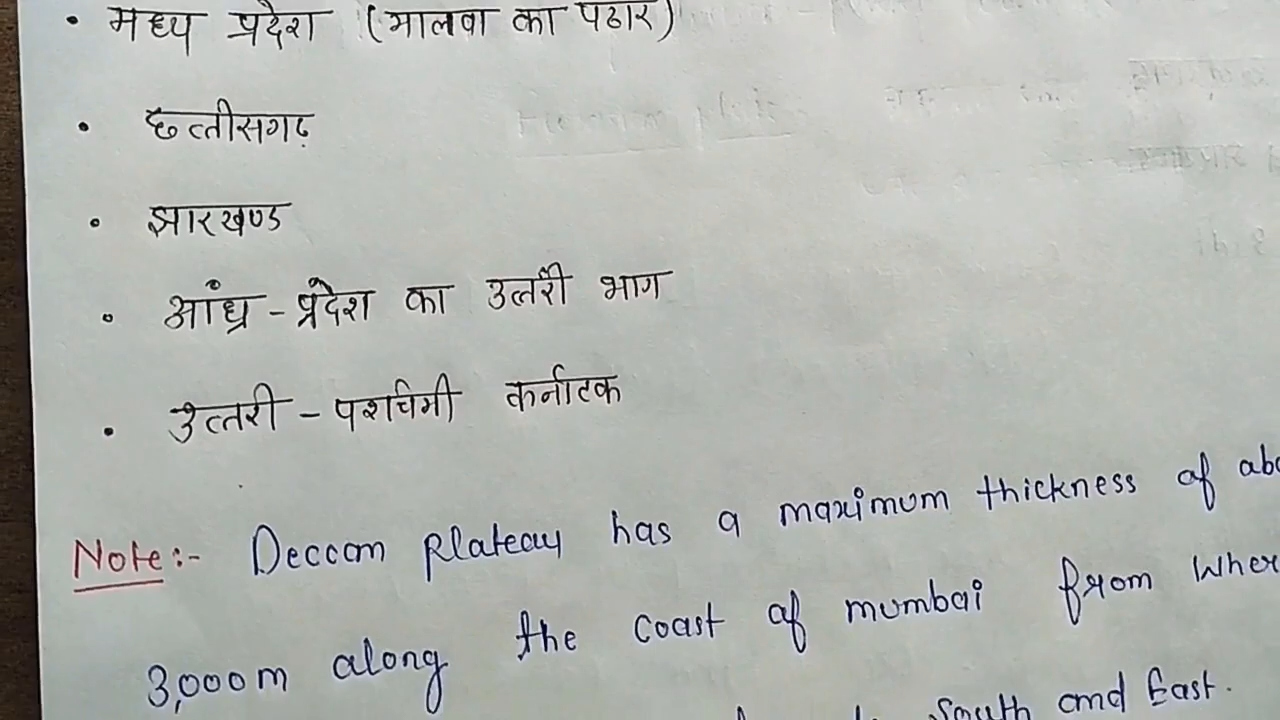 • मध्य प्रदेश (मालवा का पठार)
• छत्तीसगढ़
• झारखण्ड
• आंध्र - प्रदेश का उत्तरी भाग
• उत्तरी - पश्चिमी कर्नाटक
Note:- Deccan plateau has a maximum thickness of
3,000m along the coast of mumbai from
South and East.